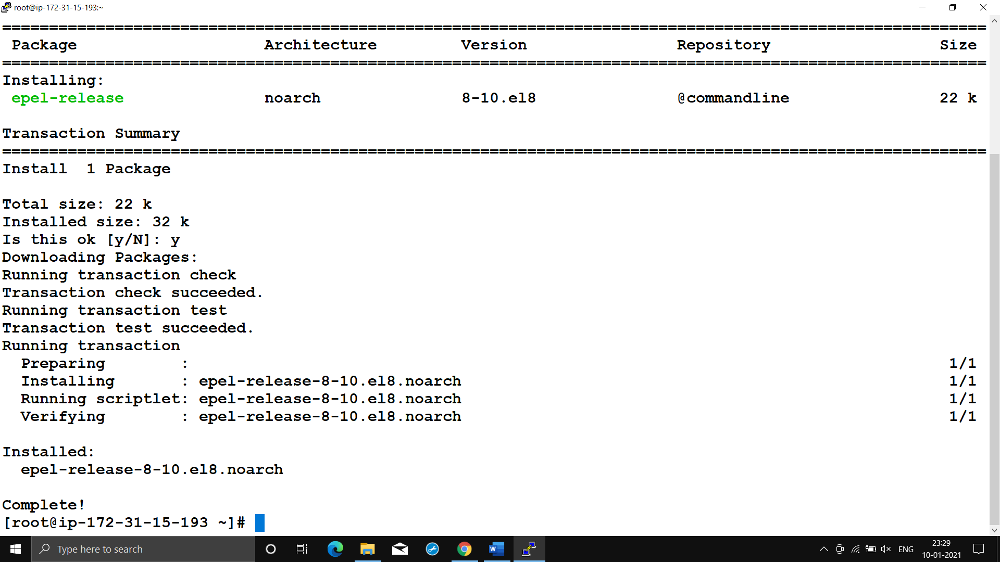 root@ip-172-31-15-193:~
================================================================================
Package Architecture Version Repository Size
================================================================================
Installing:
epel-release noarch 8-10.el8 @commandline 22 k
Transaction Summary
================================================================================
Install  1 Package
Total size: 22 k
Installed size: 32 k
Is this ok [y/N]: y
Downloading Packages:
Running transaction check
Transaction check succeeded.
Running transaction test
Transaction test succeeded.
Running transaction
Preparing : 1/1
Installing : epel-release-8-10.el8.noarch 1/1
Running scriptlet: epel-release-8-10.el8.noarch 1/1
Verifying : epel-release-8-10.el8.noarch 1/1
Installed:
epel-release-8-10.el8.noarch
Complete!
[root@ip-172-31-15-193 ~]#
Type here to search
W
ENG
23:29
10-01-2021